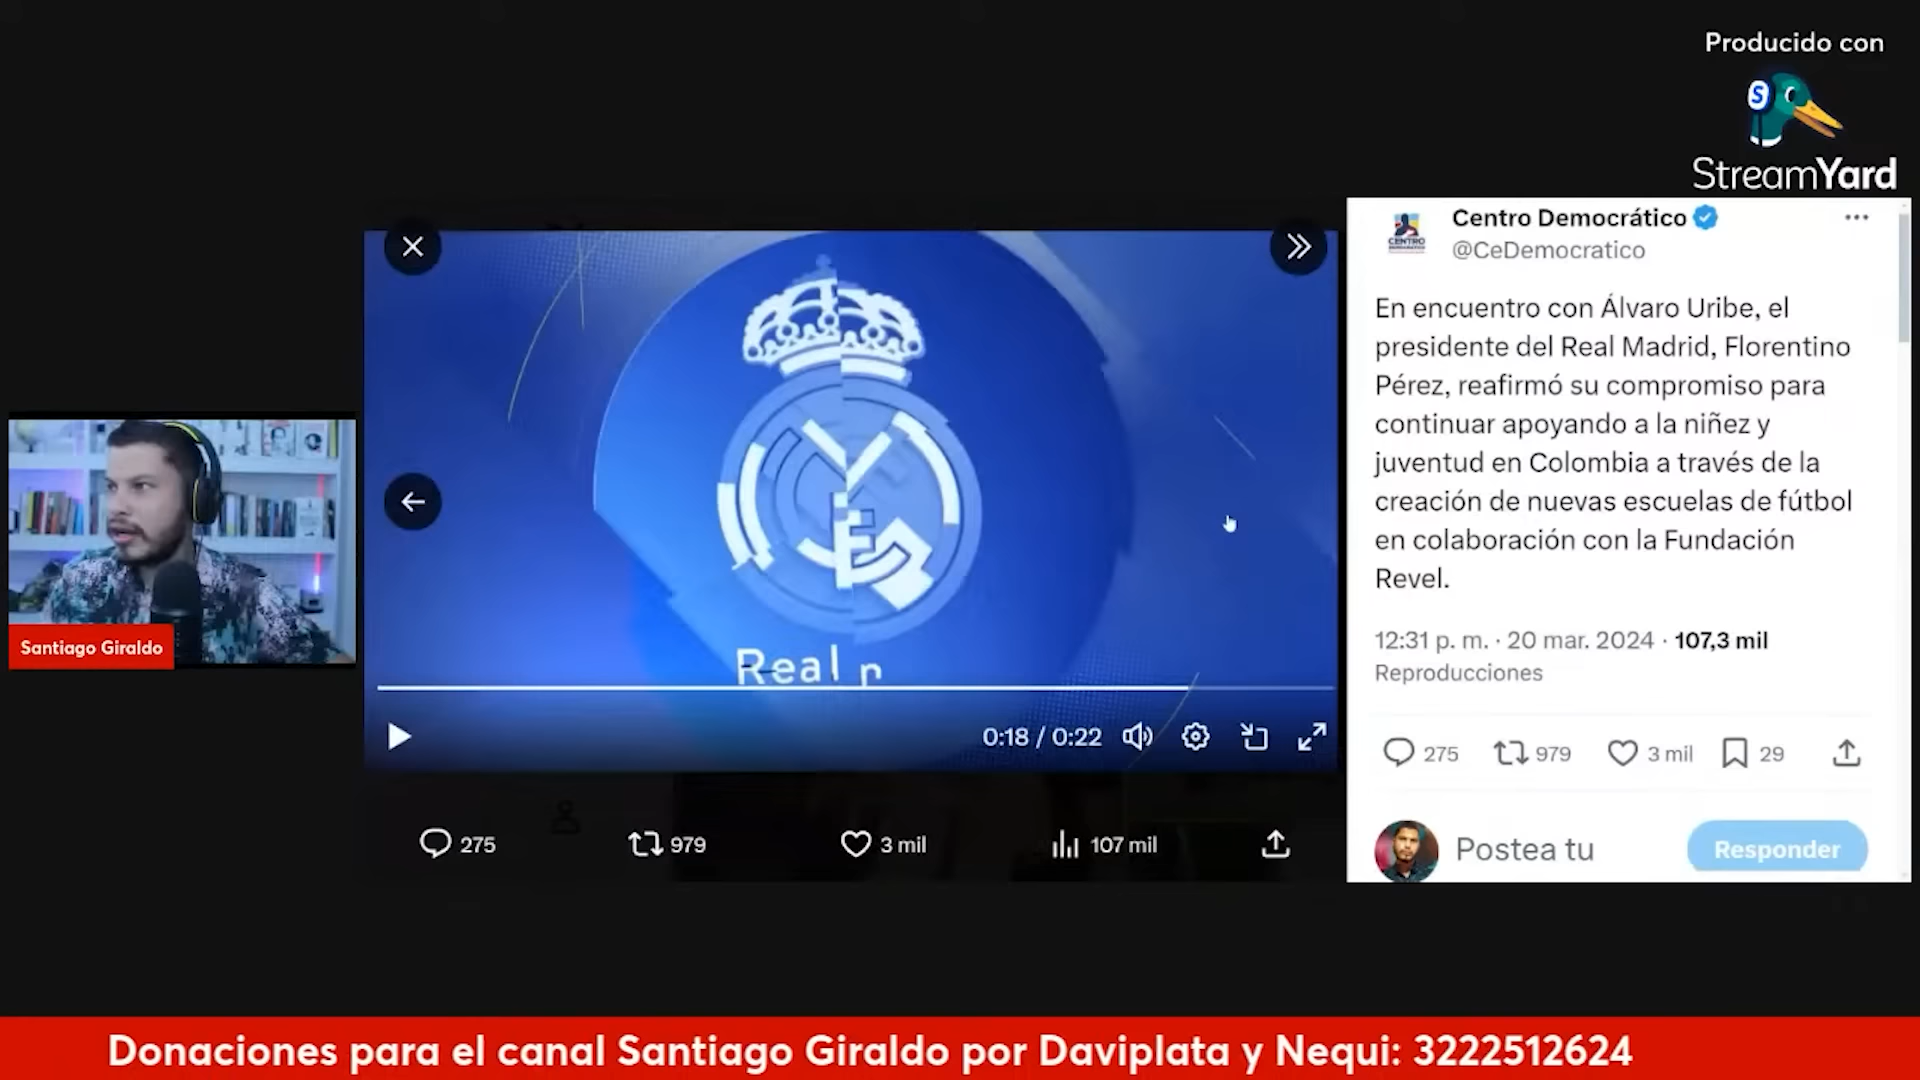 Producido con
StreamYard
Centro Democrático
@CeDemocratico
En encuentro con Álvaro Uribe, el
presidente del Real Madrid, Florentino
Pérez, reafirmó su compromiso para
continuar apoyando a la niñez y
juventud en Colombia a través de la
creación de nuevas escuelas de fútbol
en colaboración con la Fundación
Revel.
12:31 p. m. · 20 mar. 2024 · 107,3 mil
Reproducciones
275 979 3 mil 29
Postea tu
Responder
Real
0:18 / 0:22
275 979 3 mil 107 mil
Santiago Giraldo
Donaciones para el canal Santiago Giraldo por Daviplata y Nequi: 3222512624